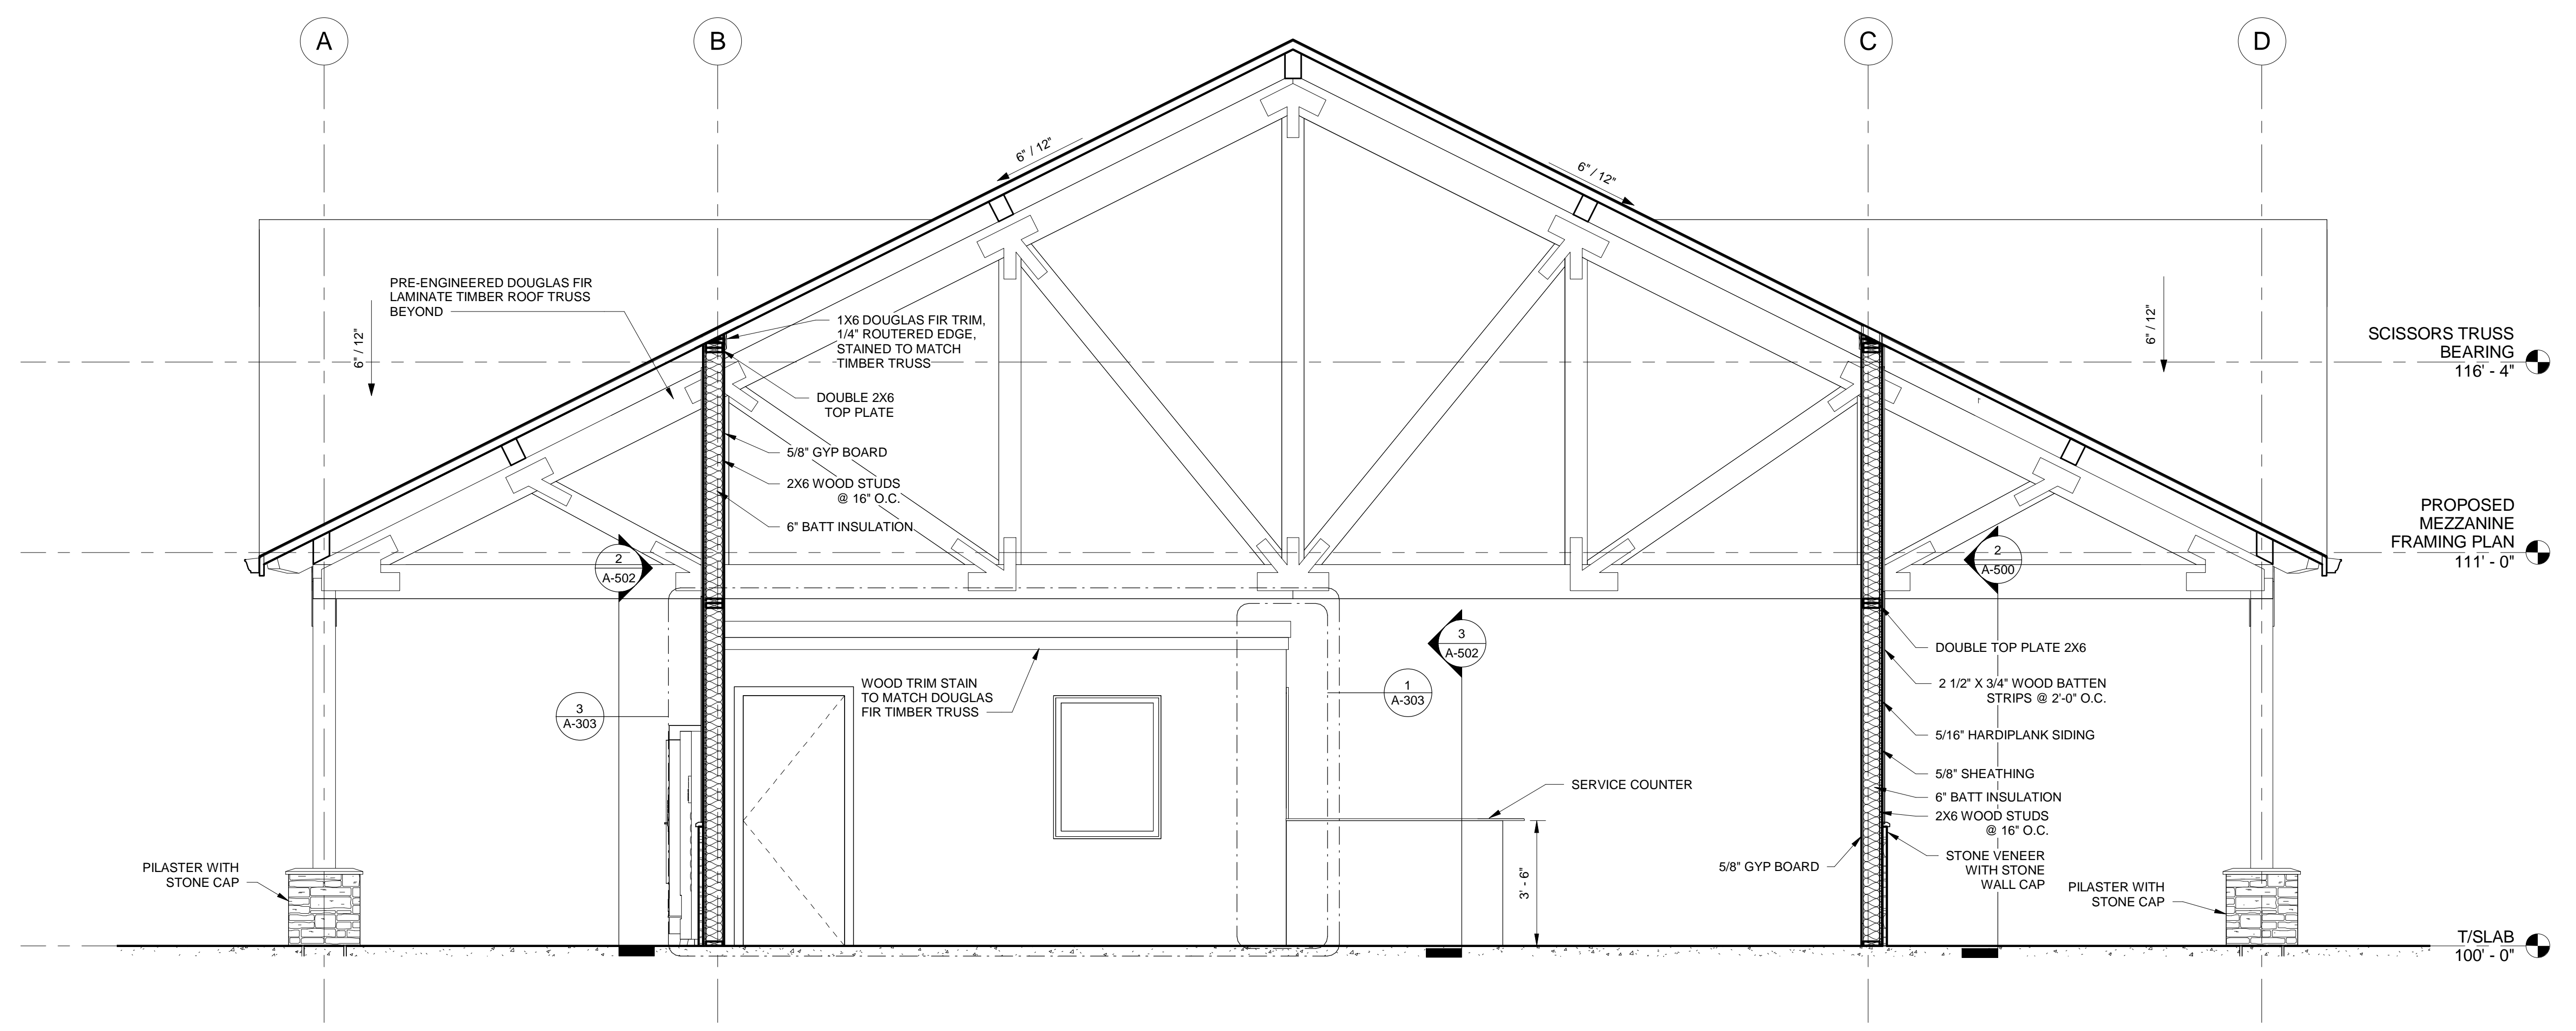 A
B
C
D
6" / 12"
6" / 12"
6" / 12"
6" / 12"
PRE-ENGINEERED DOUGLAS FIR
LAMINATE TIMBER ROOF TRUSS
BEYOND
1X6 DOUGLAS FIR TRIM,
1/4" ROUTERED EDGE,
STAINED TO MATCH
TIMBER TRUSS
DOUBLE 2X6
TOP PLATE
5/8" GYP BOARD
2X6 WOOD STUDS
@ 16" O.C.
6" BATT INSULATION
SCISSORS TRUSS
BEARING
116' - 4"
PROPOSED
MEZZANINE
FRAMING PLAN
111' - 0"
2
A-502
2
A-500
3
A-502
3
A-303
1
A-303
WOOD TRIM STAIN
TO MATCH DOUGLAS
FIR TIMBER TRUSS
DOUBLE TOP PLATE 2X6
2 1/2" X 3/4" WOOD BATTEN
STRIPS @ 2'-0" O.C.
5/16" HARDIPLANK SIDING
5/8" SHEATHING
6" BATT INSULATION
2X6 WOOD STUDS
@ 16" O.C.
STONE VENEER
WITH STONE
WALL CAP
SERVICE COUNTER
3' - 6"
5/8" GYP BOARD
PILASTER WITH
STONE CAP
PILASTER WITH
STONE CAP
T/SLAB
100' - 0"